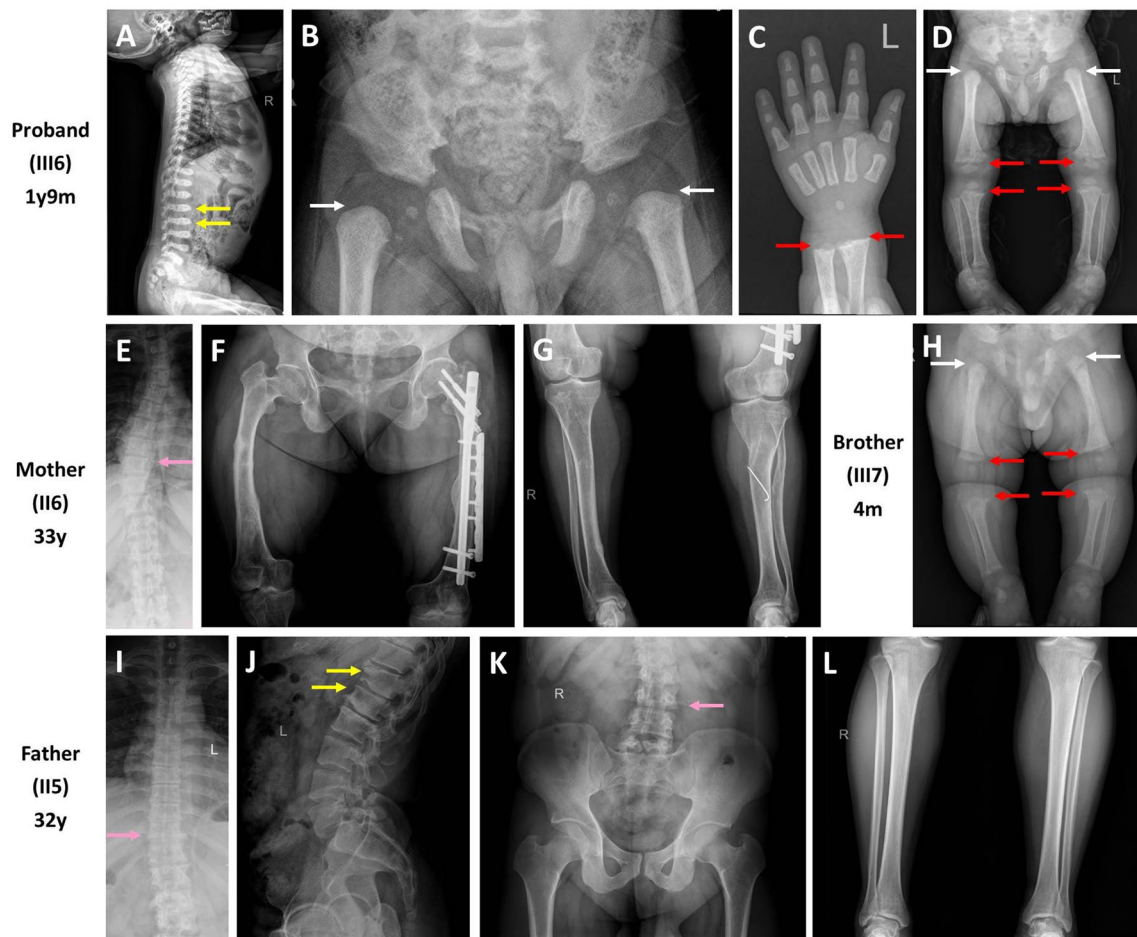 A
B
C
L
D
L
R
Proband
(III6)
1y9m
E
F
G
H
R
Mother
(II6)
33y
Brother
(III7)
4m
I
J
K
L
R
L
L
R
Father
(II5)
32y